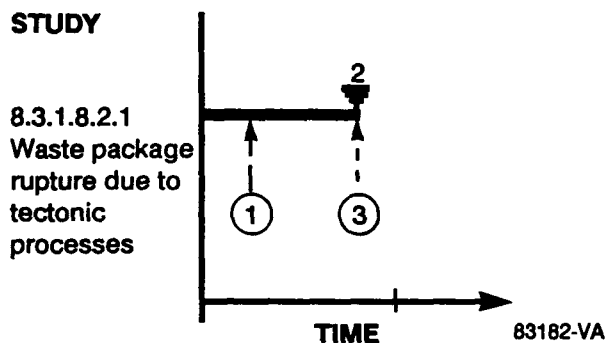 STUDY
2
8.3.1.8.2.1
Waste package
rupture due to
tectonic
processes
1
3
TIME
83182-VA